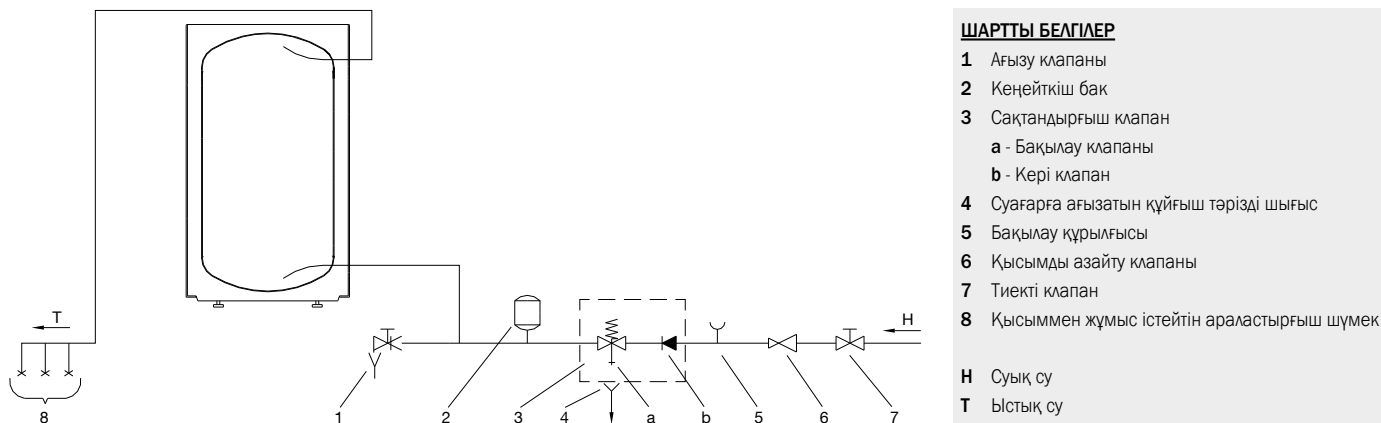 T
8
1
2
3
4
a
b
5
6
7
H
ШАРТТЫ БЕЛГІЛЕР
1 Ағызу клапаны
2 Кеңейткіш бак
3 Сақтандырғыш клапан
a - Бақылау клапаны
b - Кері клапан
4 Суағарға ағызатын құйғыш тәрізді шығыс
5 Бақылау құрылғысы
6 Қысымды азайту клапаны
7 Тиекті клапан
8 Қысыммен жұмыс істейтін араластырғыш шүмек
H Суық су
T Ыстық су